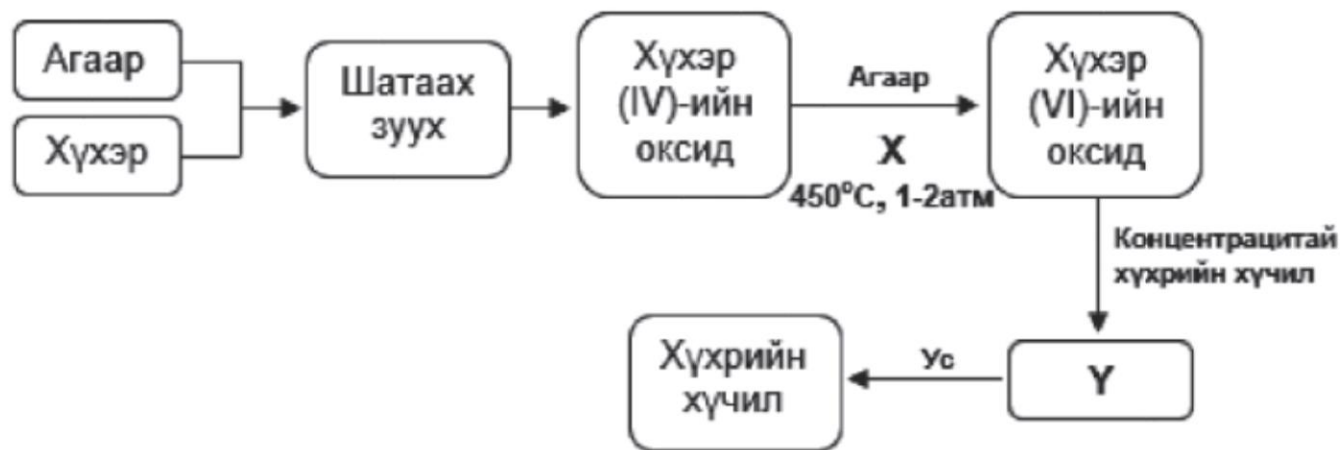 Агаар
Хүхэр
Шатаах
зуух
Хүхэр
(IV)-ийн
оксид
Агаар
X
450°C, 1-2атм
Хүхэр
(VI)-ийн
оксид
Концентрацитай
хүхрийн хүчил
Y
Ус
Хүхрийн
хүчил